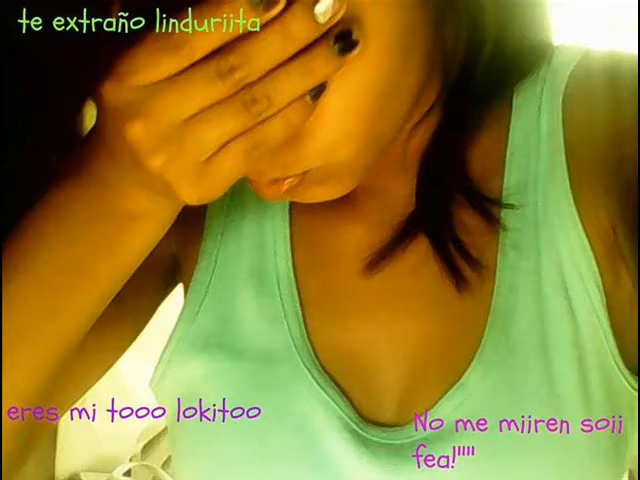 te extraño linduriita
eres mi tooo lokitoo
No me miiren soii
fea!""